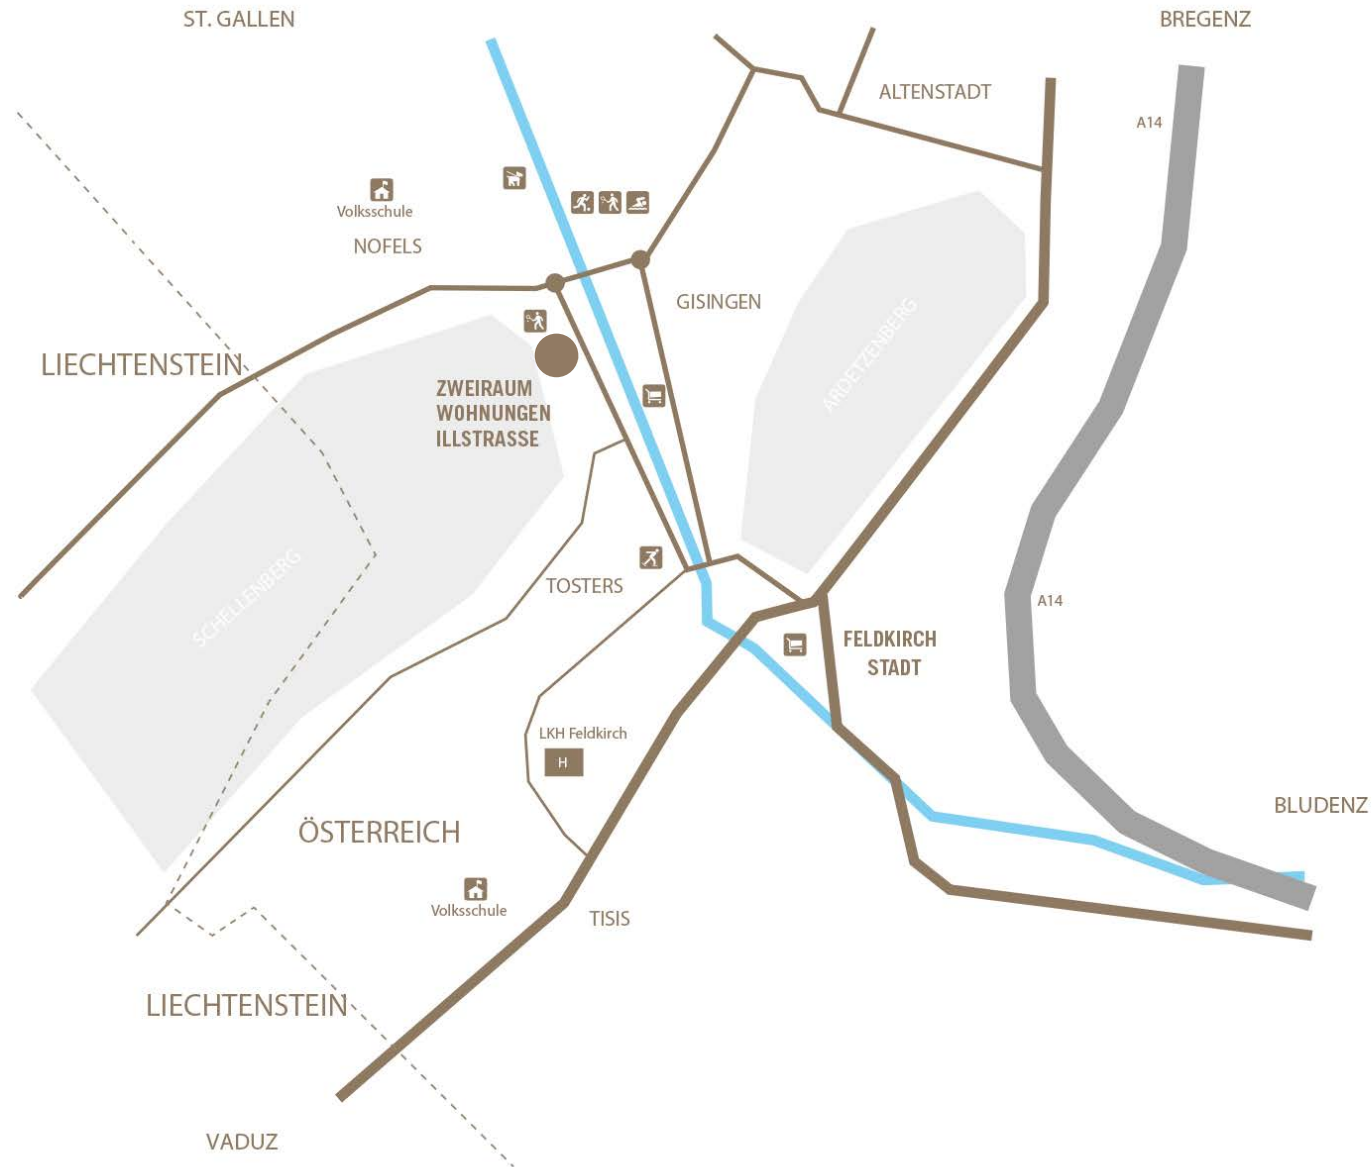 ST. GALLEN
BREGENZ
ALTENSTADT
A14
Volksschule
NOFELS
GISINGEN
LIECHTENSTEIN
ARDETZENBERG
ZWEIRAUM
WOHNUNGEN
ILLSTRASSE
SCHELLENBERG
TOSTERS
A14
FELDKIRCH
STADT
LKH Feldkirch
H
BLUDENZ
ÖSTERREICH
Volksschule
TISIS
LIECHTENSTEIN
VADUZ